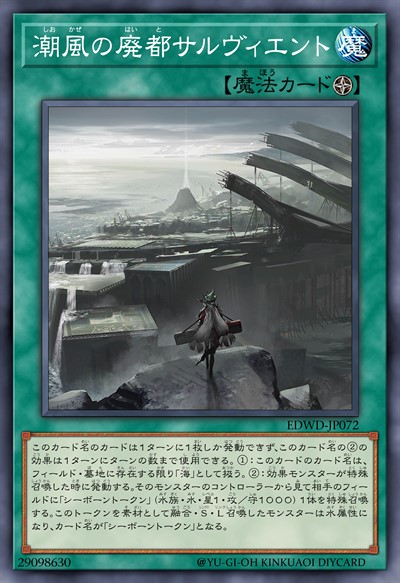 潮風の廃都サルヴィエント 魔
【魔法カード】
EDWD-JP072
このカード名のカードは1ターンに1枚しか発動できず、このカード名の②の
効果は1ターンにターンの数まで使用できる。①：このカードのカード名は、
フィールド・墓地に存在する限り「海」として扱う。②：効果モンスターが特殊
召喚した時に発動する。そのモンスターのコントローラーから見て相手のフィー
ルドに「シーボーントークン」(水族・水・星1・攻／守1000) 1体を特殊召喚
する。このトークンを素材として融合・S・L召喚したモンスターは水属性に
なり、カード名が「シーボーントークン」となる。
29098630 @YU-GI-OH KINKUAOI DIYCARD